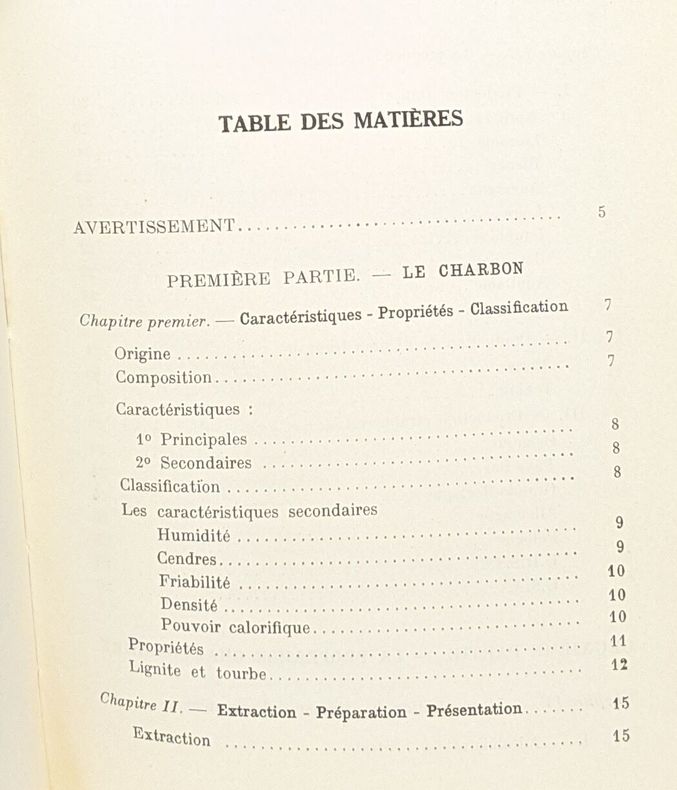 TABLE DES MATIÈRES
AVERTISSEMENT........................................ 5
PREMIÈRE PARTIE. — LE CHARBON
Chapitre premier. — Caractéristiques - Propriétés - Classification 7
Origine ........................................ 7
Composition........................................ 7
Caractéristiques :
1º Principales ........................................ 8
2º Secondaires ........................................ 8
Classification ........................................ 8
Les caractéristiques secondaires
Humidité ........................................ 9
Cendres........................................ 9
Friabilité ........................................ 10
Densité ........................................ 10
Pouvoir calorifique........................................ 10
Propriétés ........................................ 11
Lignite et tourbe........................................ 12
Chapitre II. — Extraction - Préparation - Présentation....... 15
Extraction ........................................ 15